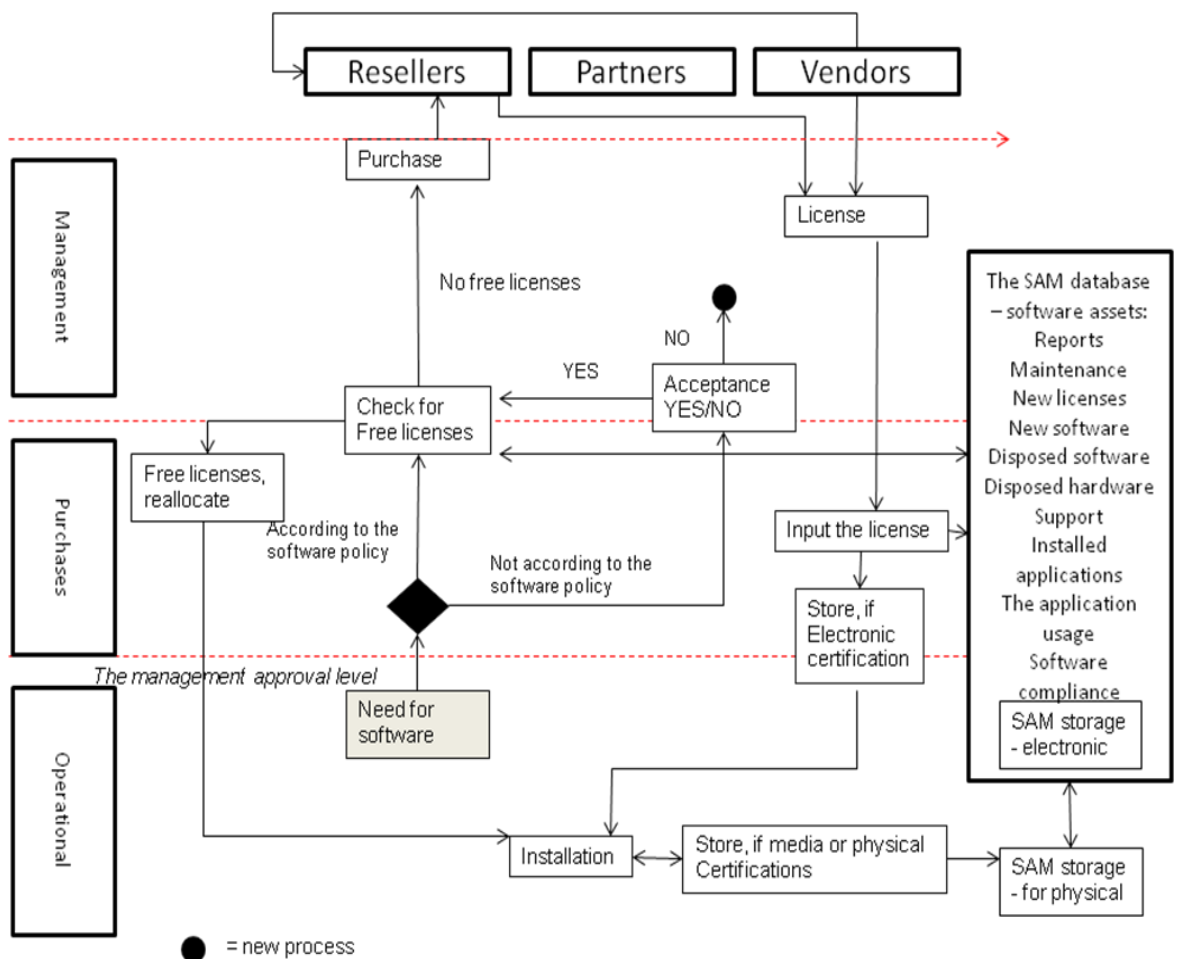 Resellers
Partners
Vendors
Purchase
License
Management
No free licenses
NO
YES
Acceptance
YES/NO
Check for
Free licenses
The SAM database
– software assets:
Reports
Maintenance
New licenses
New software
Disposed software
Disposed hardware
Support
Installed
applications
The application
usage
Software
compliance
SAM storage
- electronic
Purchases
Free licenses,
reallocate
According to the
software policy
Not according to the
software policy
Input the license
Store, if
Electronic
certification
The management approval level
Need for
software
Operational
Installation
Store, if media or physical
Certifications
SAM storage
- for physical
= new process